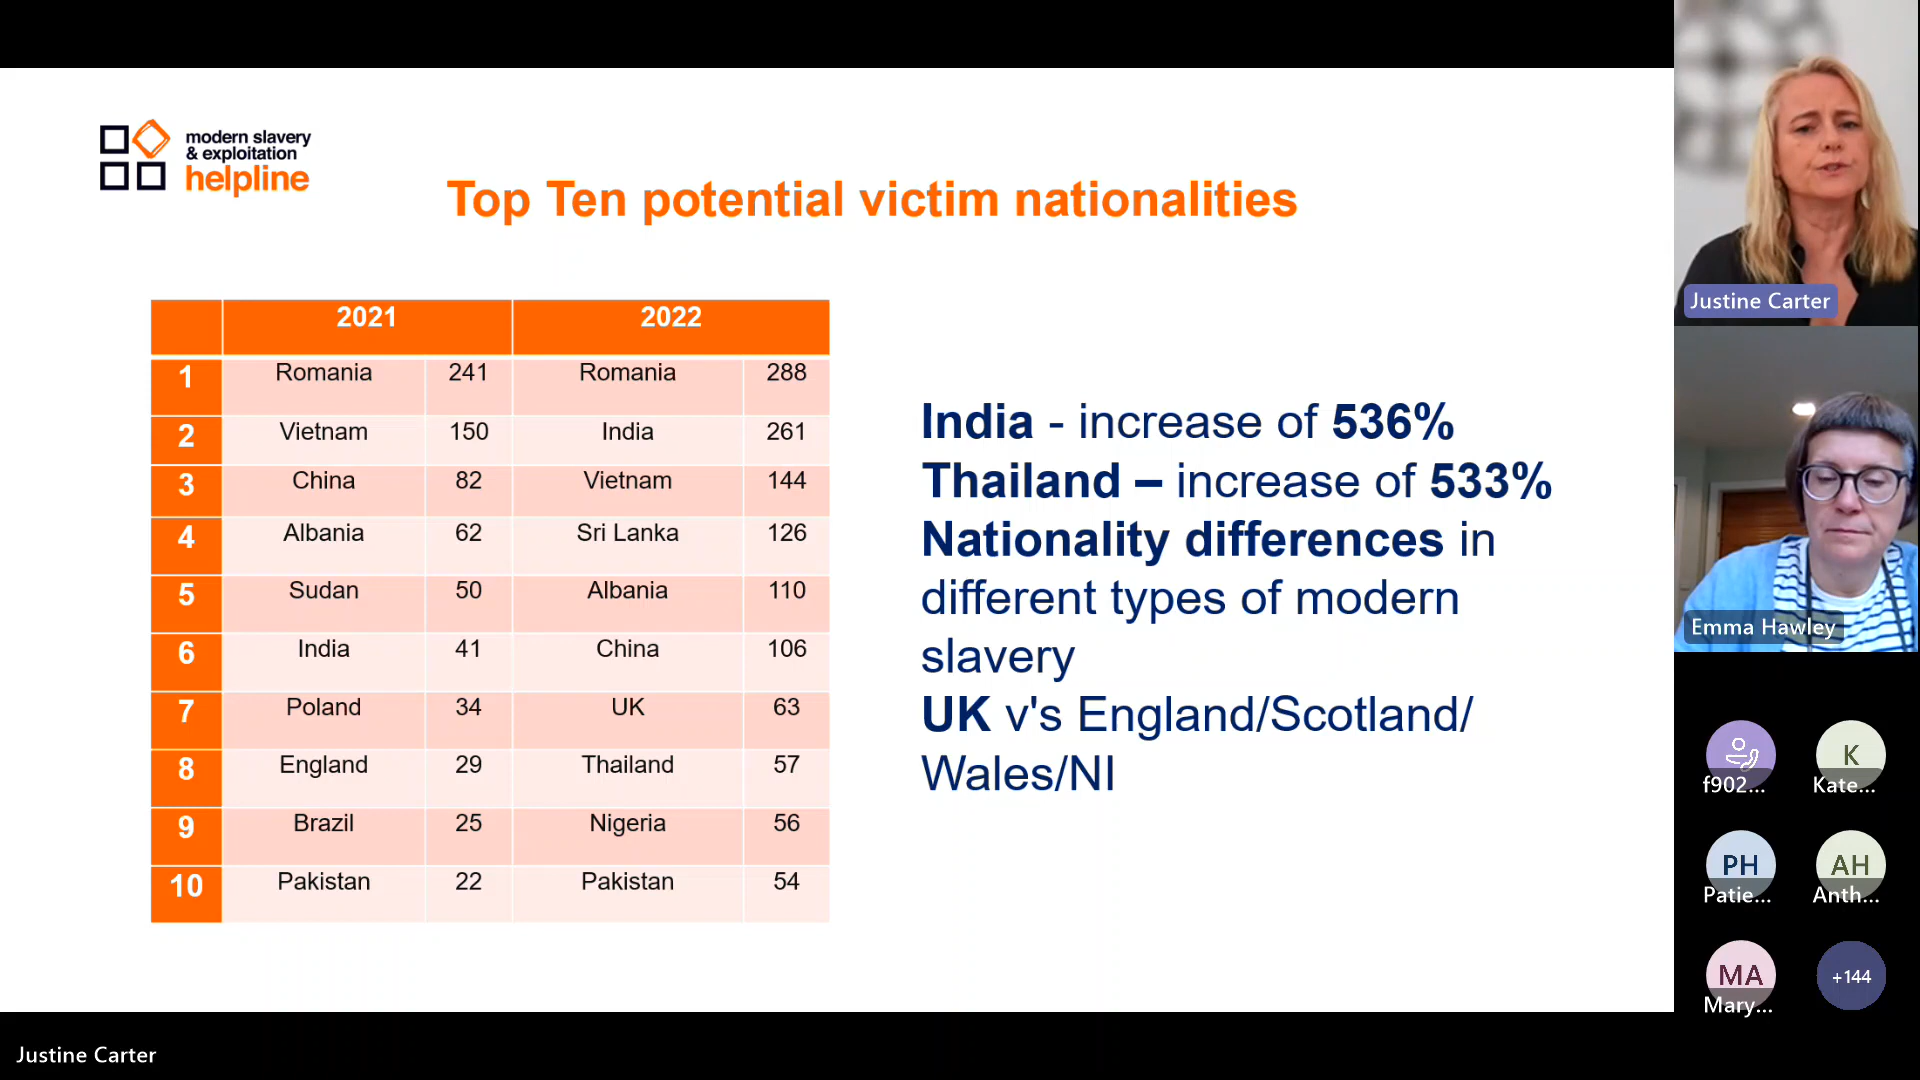 modern slavery
& exploitation
helpline
Top Ten potential victim nationalities
2021 2022
1 Romania 241 Romania 288
2 Vietnam 150 India 261
3 China 82 Vietnam 144
4 Albania 62 Sri Lanka 126
5 Sudan 50 Albania 110
6 India 41 China 106
7 Poland 34 UK 63
8 England 29 Thailand 57
9 Brazil 25 Nigeria 56
10 Pakistan 22 Pakistan 54
India - increase of 536%
Thailand – increase of 533%
Nationality differences in
different types of modern
slavery
UK v's England/Scotland/
Wales/NI
Justine Carter
Emma Hawley
f902...
K
Kate...
PH
Patie...
AH
Anth...
MA
Mary...
+144
Justine Carter